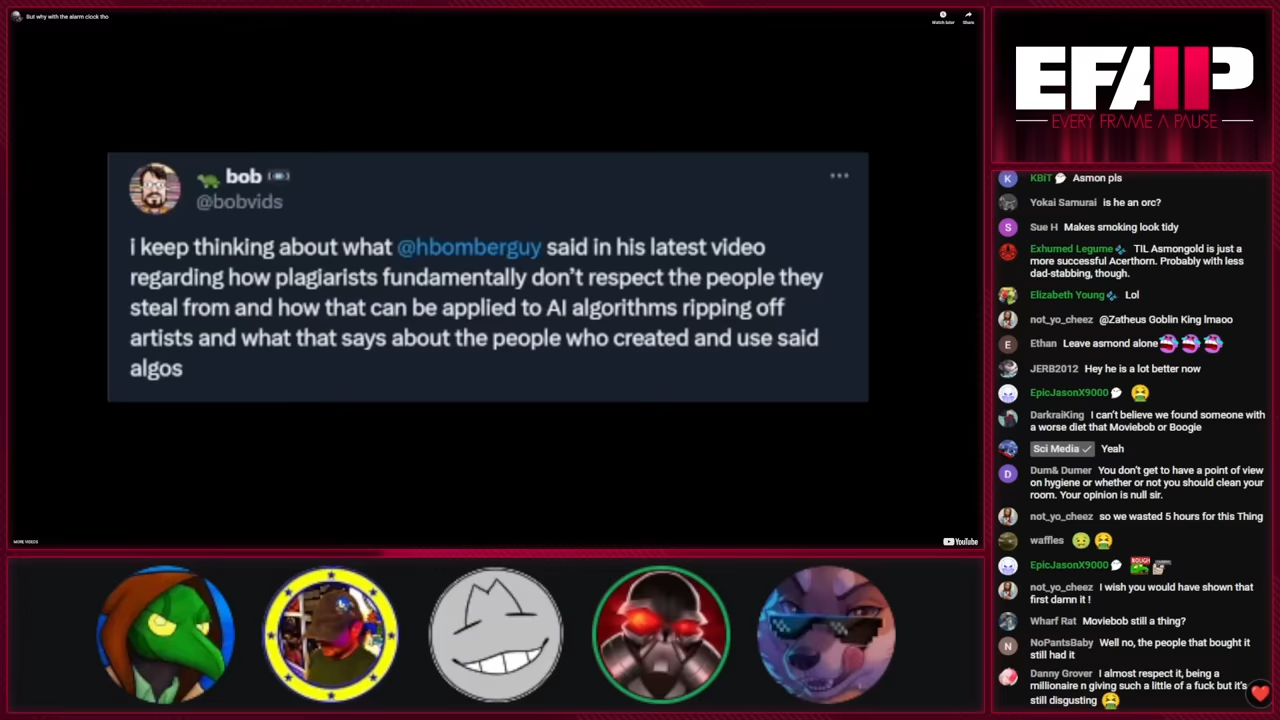 But why with the alarm clock tho
Watch later
Share
bob
@bobvids
i keep thinking about what @hbomberguy said in his latest video
regarding how plagiarists fundamentally don't respect the people they
steal from and how that can be applied to AI algorithms ripping off
artists and what that says about the people who created and use said
algos
MORE VIDEOS
YouTube
EFAP
EVERY FRAME A PAUSE
K
KBiT Asmon pls
Yokai Samurai is he an orc?
S
Sue H Makes smoking look tidy
Exhumed Legume TIL Asmongold is just a
more successful Acerthorn. Probably with less
dad-stabbing, though.
Elizabeth Young Lol
not_yo_cheez @Zatheus Goblin King lmaoo
E
Ethan Leave asmond alone
JERB2012 Hey he is a lot better now
EpicJasonX9000
DarkraiKing I can't believe we found someone with
a worse diet that Moviebob or Boogie
Sci Media Yeah
D
Dum& Dumer You don't get to have a point of view
on hygiene or whether or not you should clean your
room. Your opinion is null sir.
not_yo_cheez so we wasted 5 hours for this Thing
waffles
EpicJasonX9000
not_yo_cheez I wish you would have shown that
first damn it !
Wharf Rat Moviebob still a thing?
N
NoPantsBaby Well no, the people that bought it
still had it
Danny Grover I almost respect it, being a
millionaire n giving such a little of a fuck but it's
still disgusting